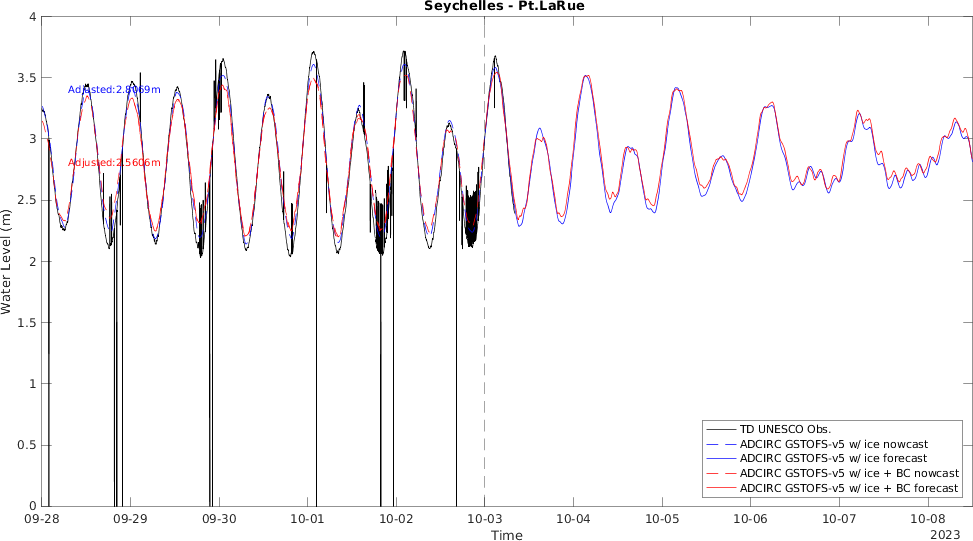 Seychelles - Pt.LaRue
Water Level (m)
4
3.5
3
2.5
2
1.5
1
0.5
0
Adjusted:2.8069m
Adjusted:2.5606m
TD UNESCO Obs.
ADCIRC GSTOFS-v5 w/ ice nowcast
ADCIRC GSTOFS-v5 w/ ice forecast
ADCIRC GSTOFS-v5 w/ ice + BC nowcast
ADCIRC GSTOFS-v5 w/ ice + BC forecast
09-28 09-29 09-30 10-01 10-02 10-03 10-04 10-05 10-06 10-07 10-08
2023
Time